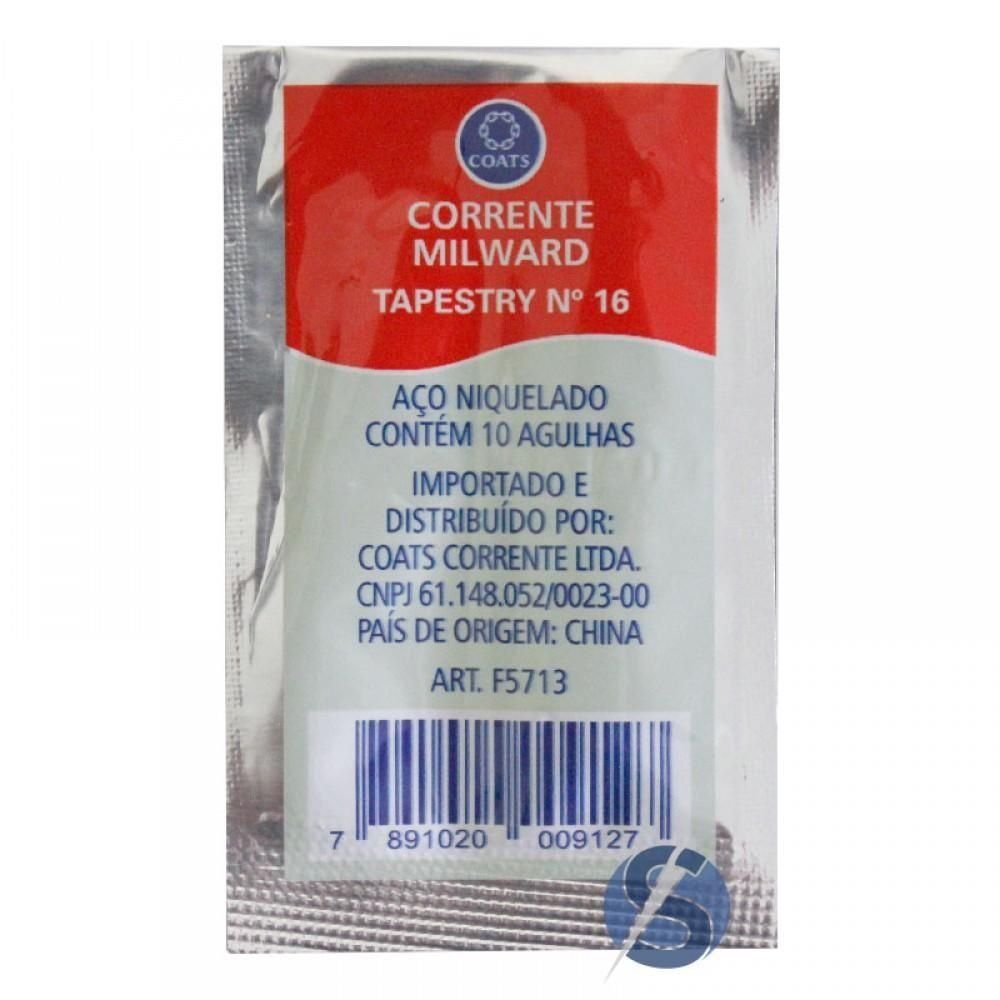 COATS
CORRENTE
MILWARD
TAPESTRY Nº 16
AÇO NIQUELADO
CONTÉM 10 AGULHAS
IMPORTADO E
DISTRIBUÍDO POR:
COATS CORRENTE LTDA.
CNPJ 61.148.052/0023-00
PAÍS DE ORIGEM: CHINA
ART. F5713
7 891020 009127
S